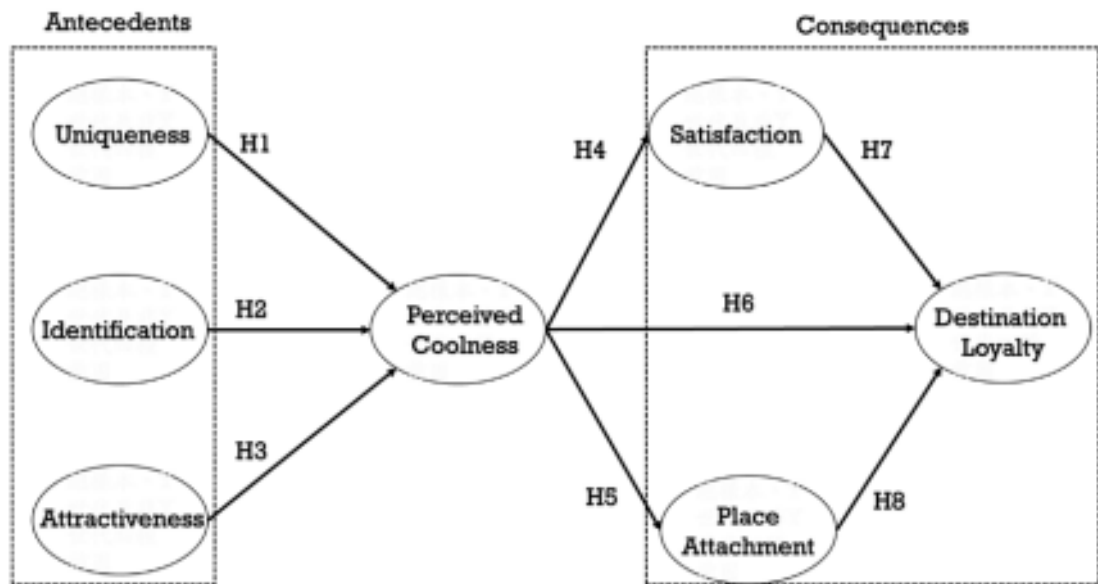 Antecedents
Consequences
Uniqueness
H1
H4
Satisfaction
H7
Identification
H2
Perceived
Coolness
H6
Destination
Loyalty
H3
H5
H8
Attractiveness
Place
Attachment